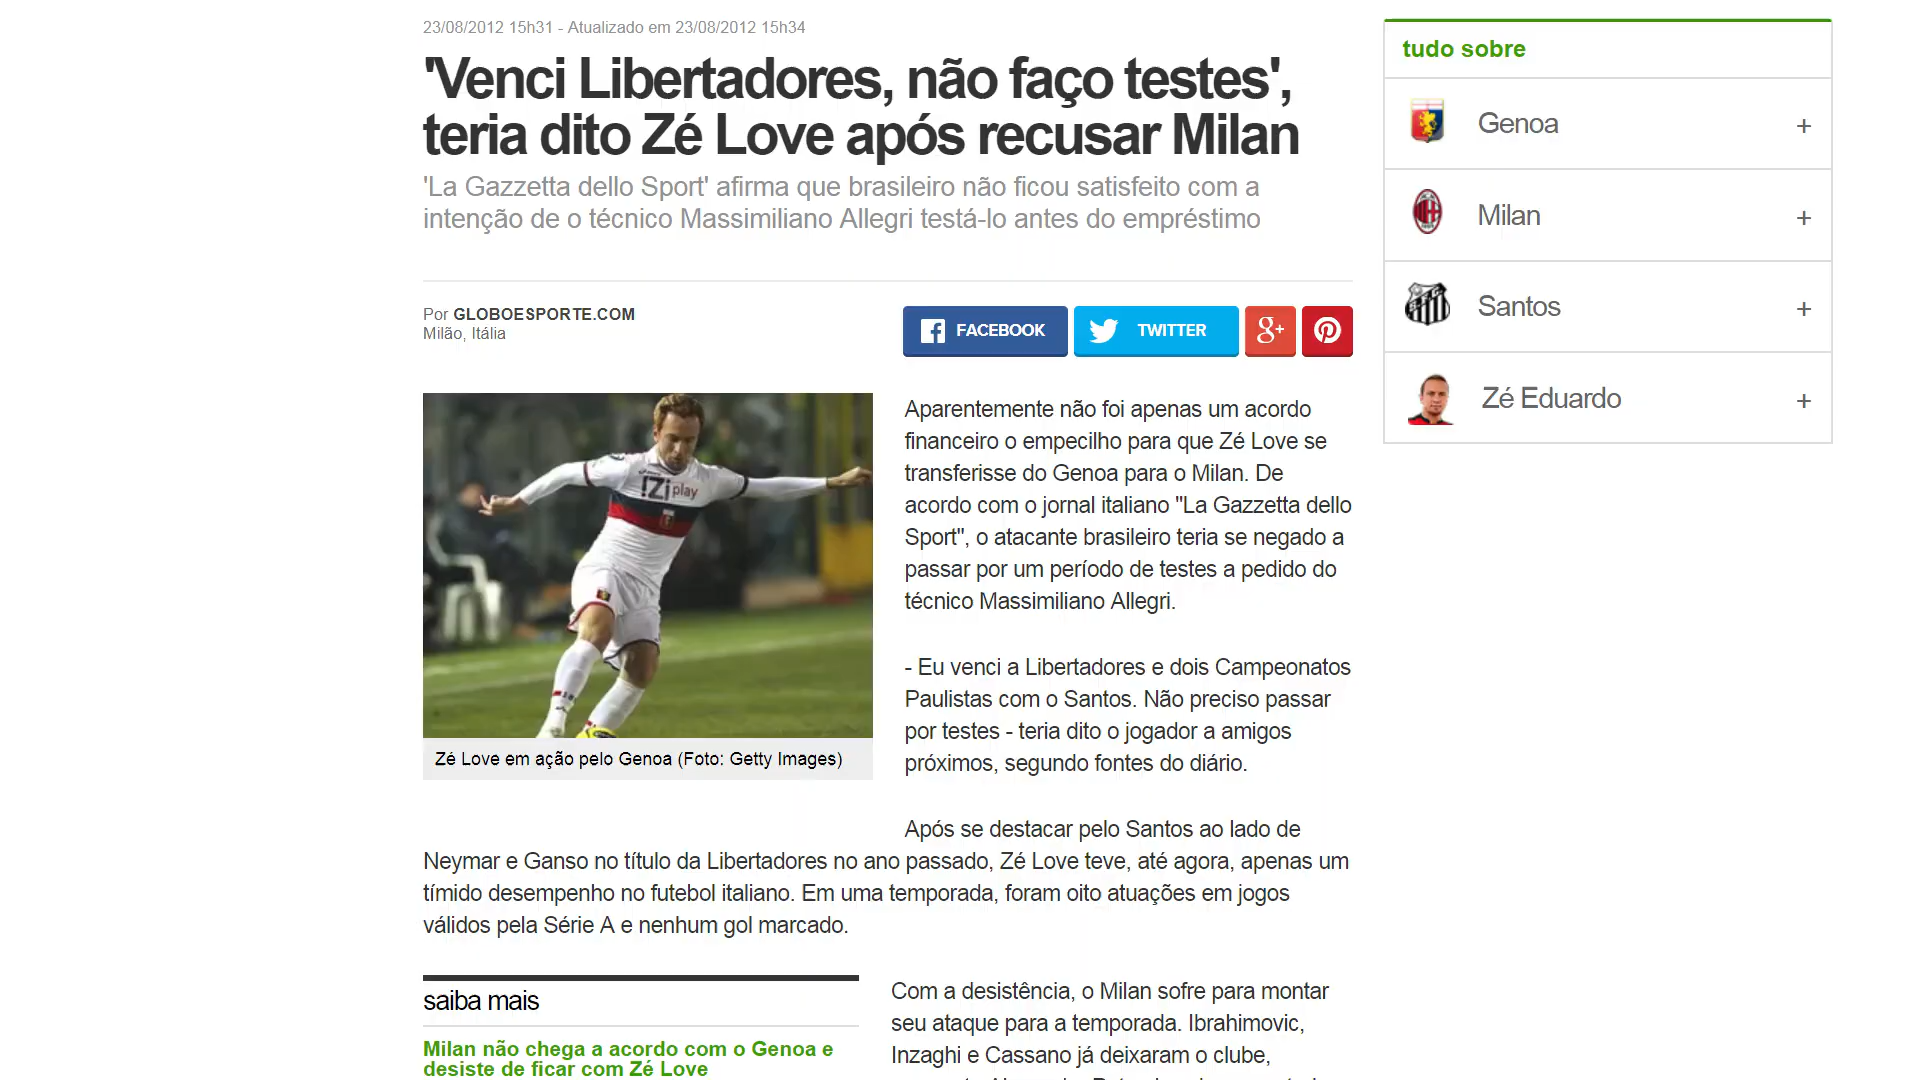 23/08/2012 15h31 - Atualizado em 23/08/2012 15h34
'Venci Libertadores, não faço testes',
teria dito Zé Love após recusar Milan
'La Gazzetta dello Sport' afirma que brasileiro não ficou satisfeito com a
intenção de o técnico Massimiliano Allegri testá-lo antes do empréstimo
Por GLOBOESPORTE.COM
Milão, Itália
FACEBOOK
TWITTER
g+
!Zi play
Zé Love em ação pelo Genoa (Foto: Getty Images)
Aparentemente não foi apenas um acordo
financeiro o empecilho para que Zé Love se
transferisse do Genoa para o Milan. De
acordo com o jornal italiano "La Gazzetta dello
Sport", o atacante brasileiro teria se negado a
passar por um período de testes a pedido do
técnico Massimiliano Allegri.
- Eu venci a Libertadores e dois Campeonatos
Paulistas com o Santos. Não preciso passar
por testes - teria dito o jogador a amigos
próximos, segundo fontes do diário.
Após se destacar pelo Santos ao lado de
Neymar e Ganso no título da Libertadores no ano passado, Zé Love teve, até agora, apenas um
tímido desempenho no futebol italiano. Em uma temporada, foram oito atuações em jogos
válidos pela Série A e nenhum gol marcado.
saiba mais
Milan não chega a acordo com o Genoa e
desiste de ficar com Zé Love
Com a desistência, o Milan sofre para montar
seu ataque para a temporada. Ibrahimovic,
Inzaghi e Cassano já deixaram o clube,
tudo sobre
Genoa +
Milan +
Santos +
Zé Eduardo +